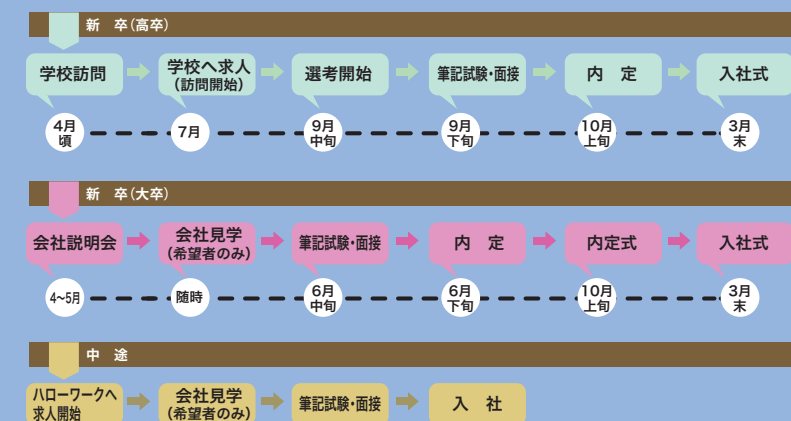 新　卒（高卒）
学校訪問
学校へ求人
（訪問開始）
選考開始
筆記試験・面接
内　定
入社式
4月
頃
7月
9月
中旬
9月
下旬
10月
上旬
3月
末
新　卒（大卒）
会社説明会
会社見学
（希望者のみ）
筆記試験・面接
内　定
内定式
入社式
4〜5月
随時
6月
中旬
6月
下旬
10月
上旬
3月
末
中　途
ハローワークへ
求人開始
会社見学
（希望者のみ）
筆記試験・面接
入　社